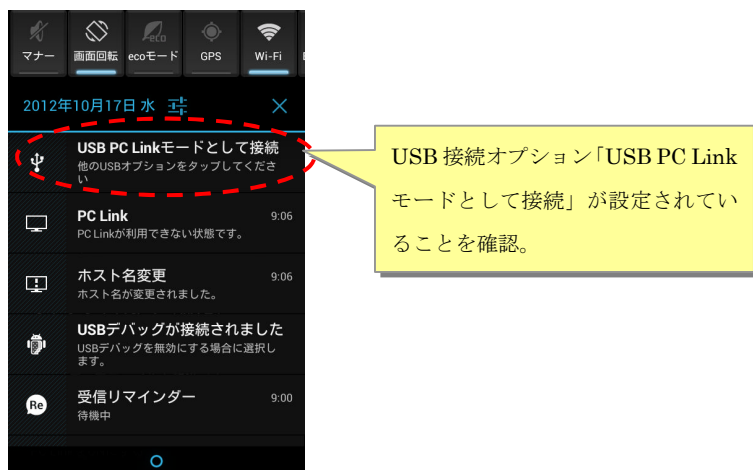 マナー 画面回転 ecoモード GPS Wi-Fi
2012年10月17日 水
USB PC Linkモードとして接続
他のUSBオプションをタップしてくださ
い
PC Link 9:06
PC Linkが利用できない状態です。
ホスト名変更 9:06
ホスト名が変更されました。
USBデバッグが接続されました
USBデバッグを無効にする場合に選択し
ます。
Re 受信リマインダー 9:00
待機中
USB 接続オプション「USB PC Link
モードとして接続」が設定されてい
ることを確認。